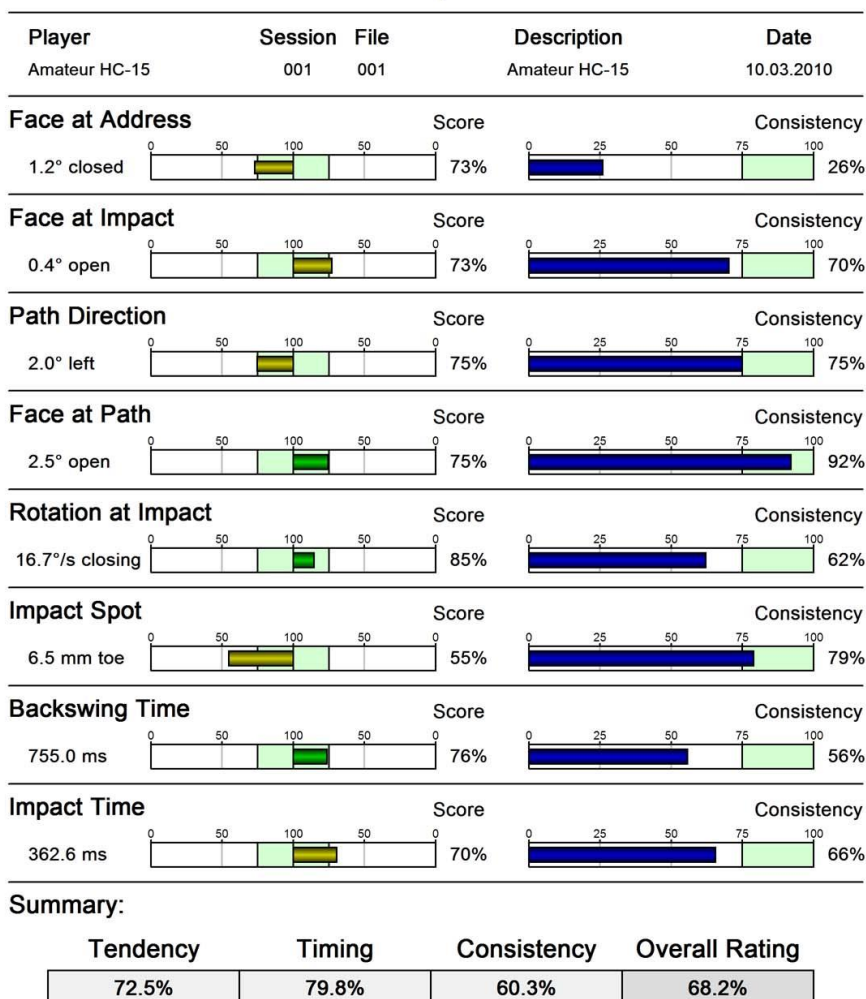 Player Session File Description Date
Amateur HC-15 001 001 Amateur HC-15 10.03.2010
Face at Address Score Consistency
0 50 100 50 0 0 25 50 75 100
1.2° closed 73% 26%
Face at Impact Score Consistency
0 50 100 50 0 0 25 50 75 100
0.4° open 73% 70%
Path Direction Score Consistency
0 50 100 50 0 0 25 50 75 100
2.0° left 75% 75%
Face at Path Score Consistency
0 50 100 50 0 0 25 50 75 100
2.5° open 75% 92%
Rotation at Impact Score Consistency
0 50 100 50 0 0 25 50 75 100
16.7°/s closing 85% 62%
Impact Spot Score Consistency
0 50 100 50 0 0 25 50 75 100
6.5 mm toe 55% 79%
Backswing Time Score Consistency
0 50 100 50 0 0 25 50 75 100
755.0 ms 76% 56%
Impact Time Score Consistency
0 50 100 50 0 0 25 50 75 100
362.6 ms 70% 66%
Summary:
Tendency Timing Consistency Overall Rating
72.5% 79.8% 60.3% 68.2%